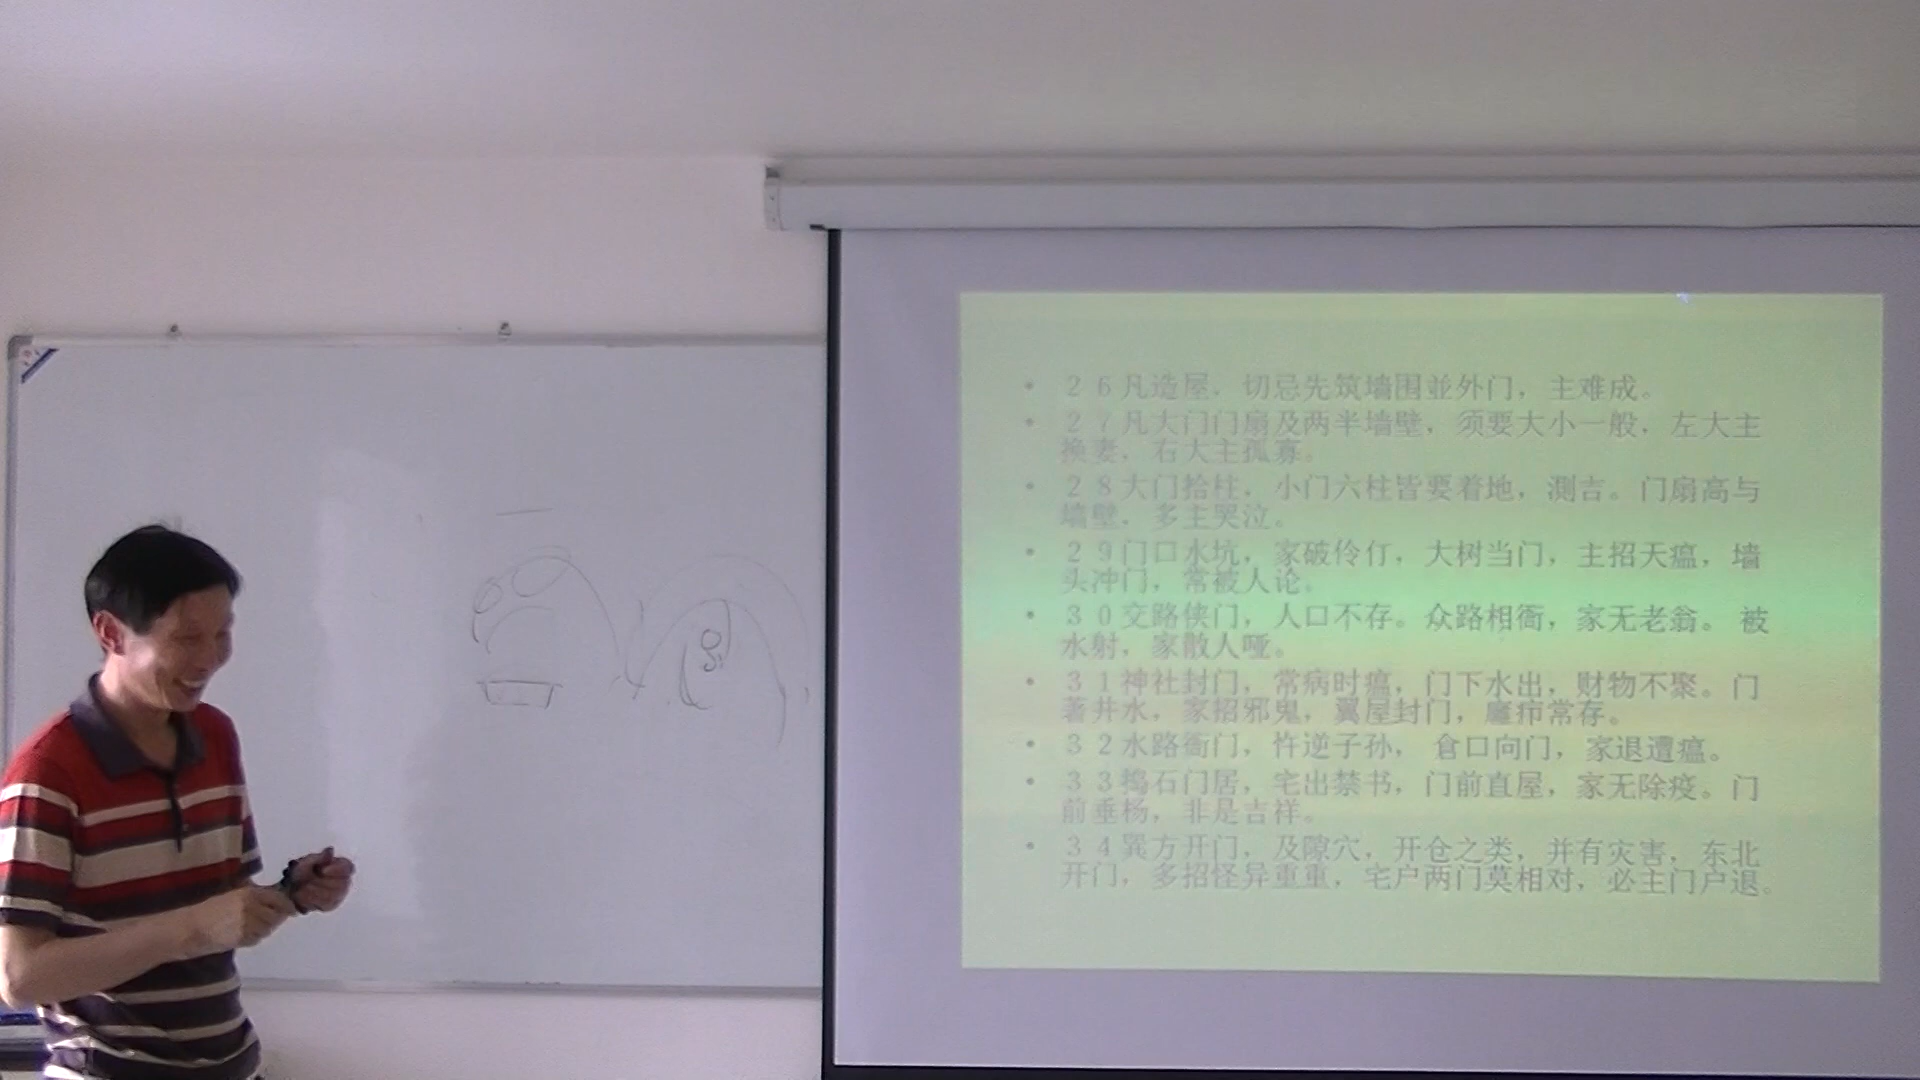 • 26凡造屋，切忌先筑墙围並外门，主难成。
• 27凡大门门扇及两半墙壁，须要大小一般，左大主
换妻，右大主孤寡。
• 28大门拾柱，小门六柱皆要着地，测吉。门扇高与
墙壁，多主哭泣。
• 29门口水坑，家破伶仃，大树当门，主招天瘟，墙
头冲门，常被人论。
• 30交路侠门，人口不存。众路相衝，家无老翁。 被
水射，家散人哑。
• 31神社封门，常病时瘟，门下水出，财物不聚。门
著井水，家招邪鬼，翼屋封门，常存。
• 32水路衝门，忤逆子孙， 倉口向门，家退遭瘟。
• 33捣石门居，宅出禁书，门前直屋，家无除疫。门
前垂杨，非是吉祥。
• 34巽方开门，及隙穴，开仓之类，并有灾害，东北
开门，多招怪异重重，宅户两门莫相对，必主门户退。